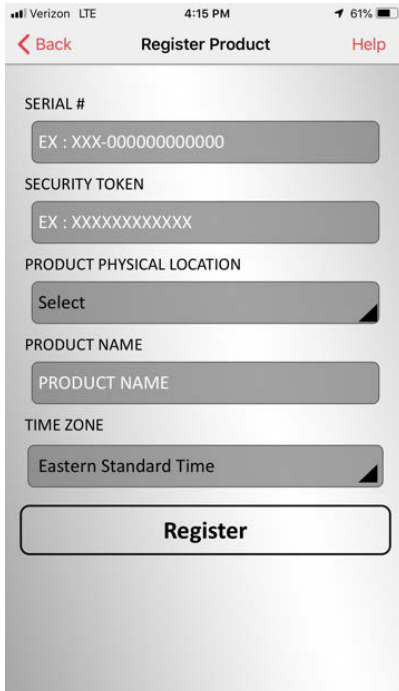 Verizon LTE 4:15 PM 61%
Back Register Product Help
SERIAL #
EX : XXX-000000000000
SECURITY TOKEN
EX : XXXXXXXXXXXX
PRODUCT PHYSICAL LOCATION
Select
PRODUCT NAME
PRODUCT NAME
TIME ZONE
Eastern Standard Time
Register